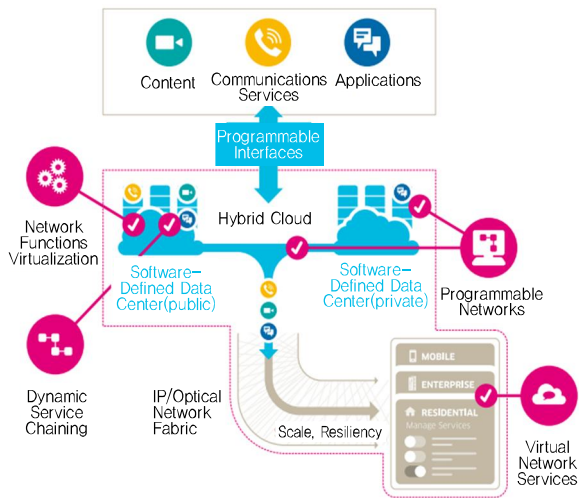 Content
Communications
Services
Applications
Programmable
Interfaces
Hybrid Cloud
Network
Functions
Virtualization
Software-
Defined Data
Center(public)
Software-
Defined Data
Center(private)
Programmable
Networks
Dynamic
Service
Chaining
IP/Optical
Network
Fabric
Scale, Resiliency
MOBILE
ENTERPRISE
RESIDENTIAL
Manage Services
Virtual
Network
Services